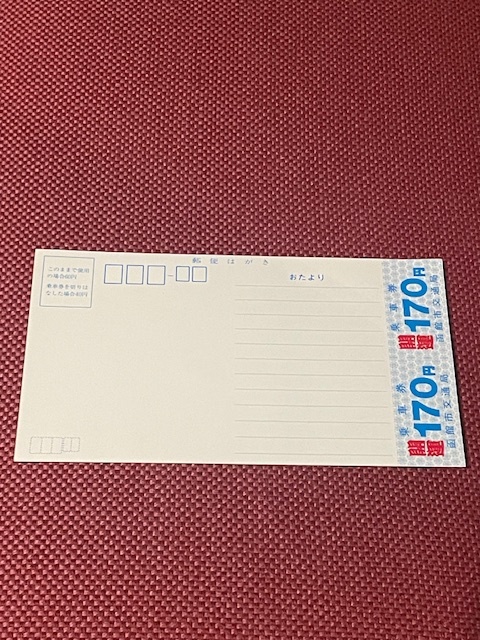 郵便はがき
このままで使用
の場合60円
乗車券を切りは
なした場合40円
おたより
乗車券
170円
函館市交通局
乗車券
170円
函館市交通局